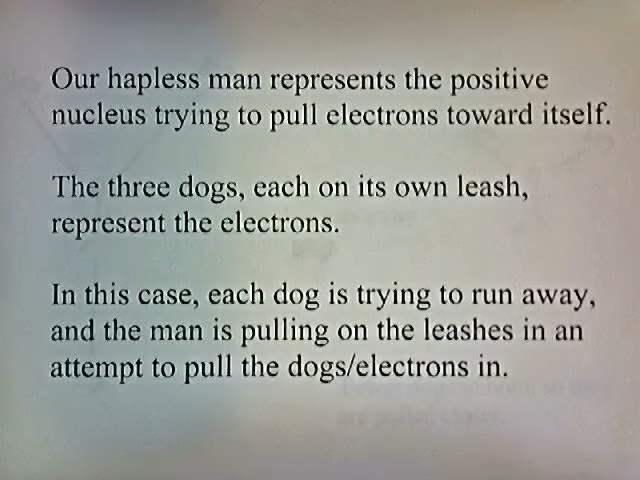 Our hapless man represents the positive
nucleus trying to pull electrons toward itself.
The three dogs, each on its own leash,
represent the electrons.
In this case, each dog is trying to run away,
and the man is pulling on the leashes in an
attempt to pull the dogs/electrons in.